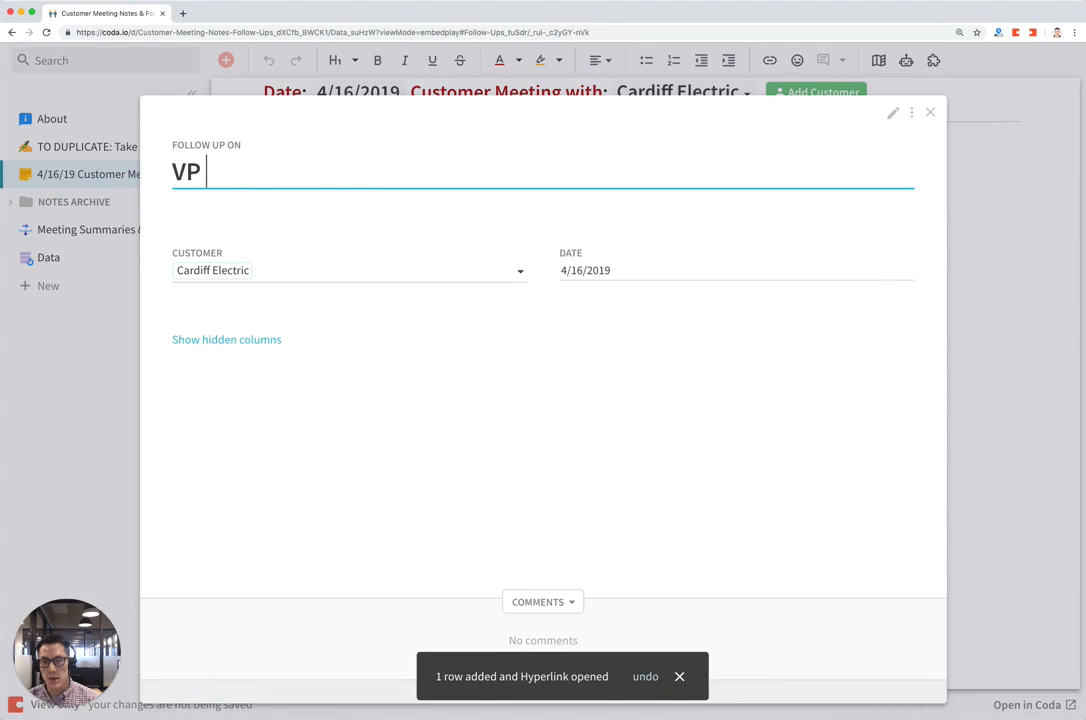 Customer Meeting Notes & Fo
https://coda.io/d/Customer-Meeting-Notes-Follow-Ups_dXCfb_BWCK1/Data_suHzW?viewMode=embedplay#Follow-Ups_tuSdr/_rui-_c2yGY-nVk
Search
H1
B
I
U
S
A
Date: 4/16/2019 Customer Meeting with: Cardiff Electric
Add Customer
About
TO DUPLICATE: Take
4/16/19 Customer Me
NOTES ARCHIVE
Meeting Summaries &
Data
New
FOLLOW UP ON
VP
CUSTOMER
Cardiff Electric
DATE
4/16/2019
Show hidden columns
COMMENTS
No comments
1 row added and Hyperlink opened
undo
View only - your changes are not being saved
Open in Coda